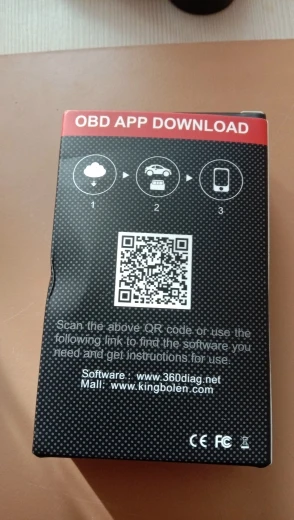 OBD APP DOWNLOAD
1 2 3
Scan the above QR code or use the
following link to find the software you
need and get instructions for use.
Software : www.360diag.net
Mall: www.kingbolen.com
CE FC